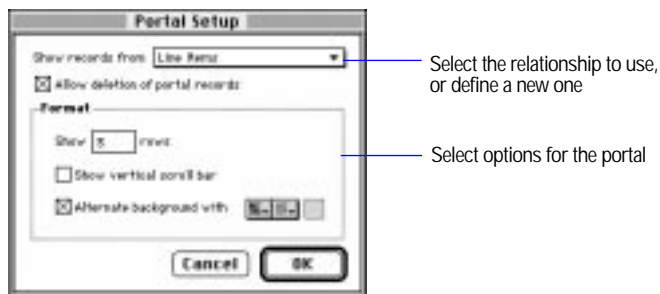 Portal Setup
Show records from Line Items
Select the relationship to use,
or define a new one
Allow deletion of portal records
Format
Show rows
Select options for the portal
Show vertical scroll bar
Alternate background with
Cancel OK